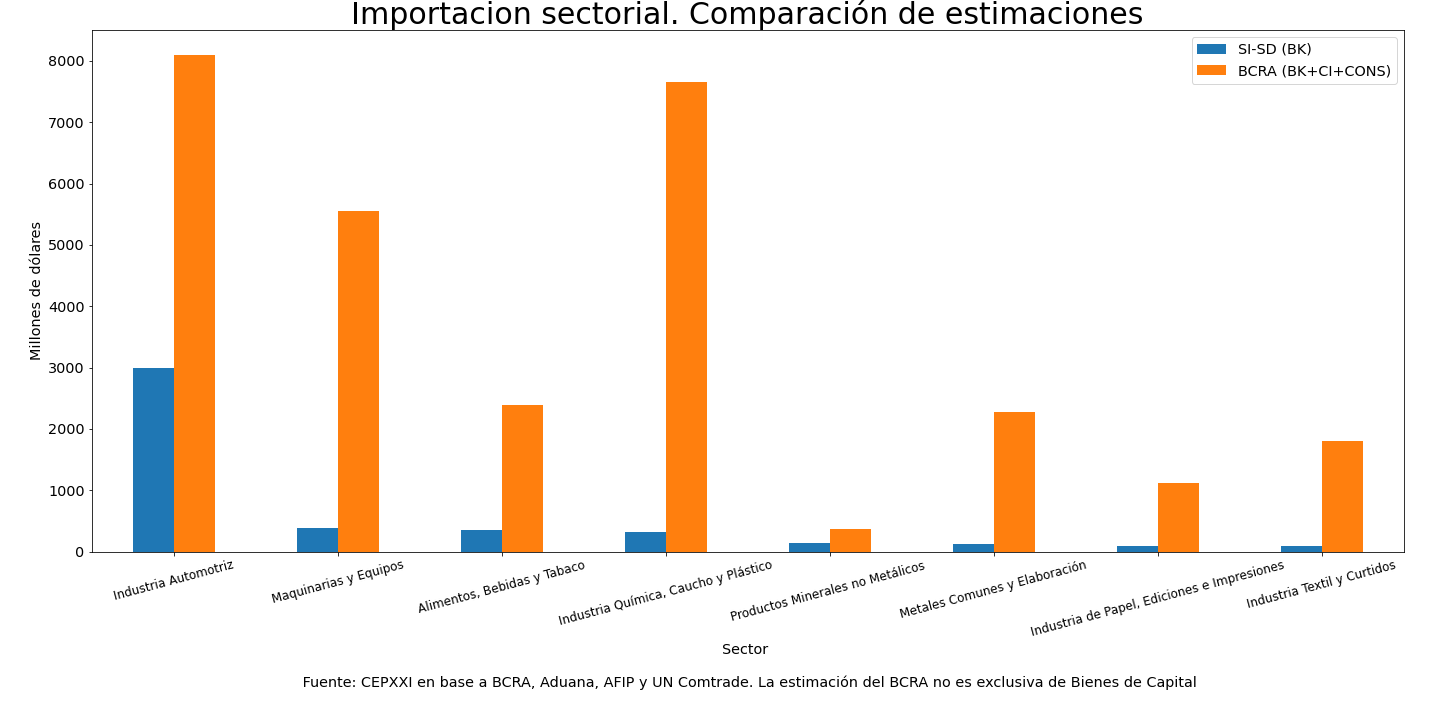 Importacion sectorial. Comparación de estimaciones
SI-SD (BK)
BCRA (BK+CI+CONS)
8000
7000
6000
5000
4000
3000
2000
1000
0
Millones de dólares
Industria Automotriz
Maquinarias y Equipos
Alimentos, Bebidas y Tabaco
Industria Química, Caucho y Plástico
Productos Minerales no Metálicos
Metales Comunes y Elaboración
Industria de Papel, Ediciones e Impresiones
Industria Textil y Curtidos
Sector
Fuente: CEPXXI en base a BCRA, Aduana, AFIP y UN Comtrade. La estimación del BCRA no es exclusiva de Bienes de Capital